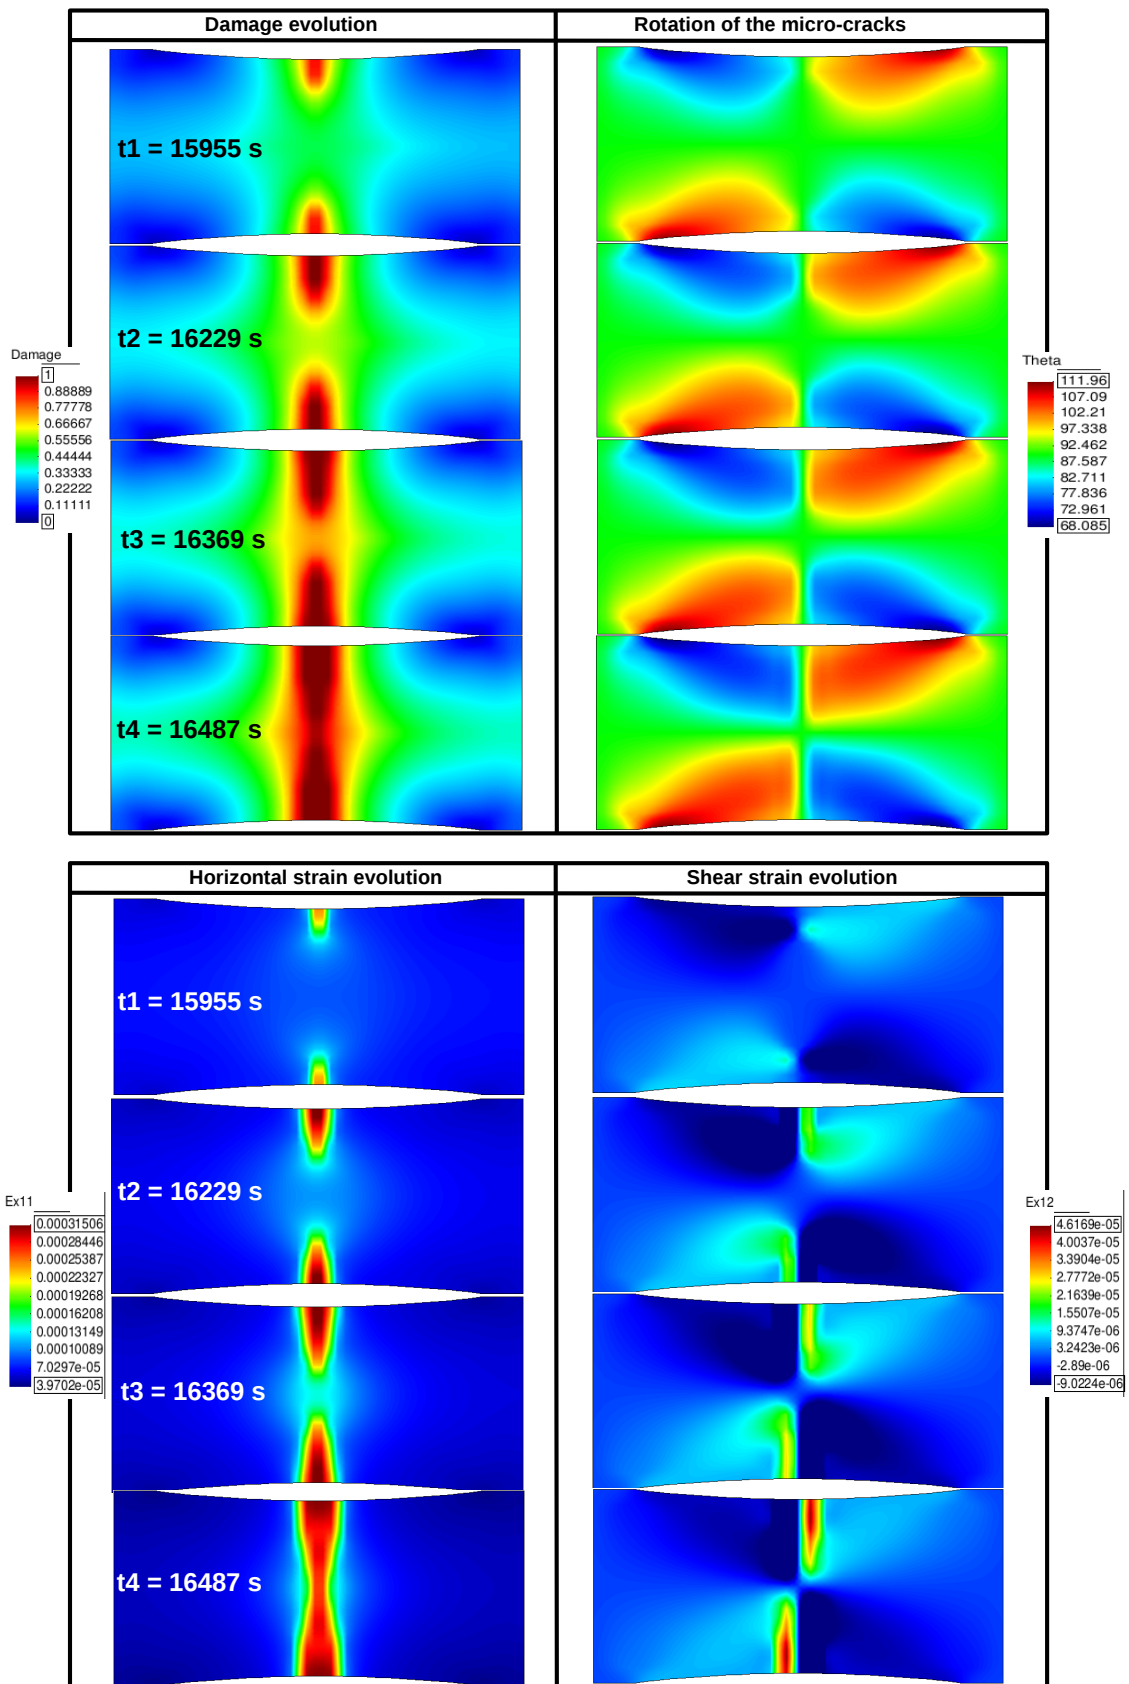 Damage evolution
Rotation of the micro-cracks
t1 = 15955 s
t2 = 16229 s
t3 = 16369 s
t4 = 16487 s
Damage
1
0.88889
0.77778
0.66667
0.55556
0.44444
0.33333
0.22222
0.11111
0
Theta
111.96
107.09
102.21
97.338
92.462
87.587
82.711
77.836
72.961
68.085
Horizontal strain evolution
Shear strain evolution
t1 = 15955 s
t2 = 16229 s
t3 = 16369 s
t4 = 16487 s
Ex11
0.00031506
0.00028446
0.00025387
0.00022327
0.00019268
0.00016208
0.00013149
0.00010089
7.0297e-05
3.9702e-05
Ex12
4.6169e-05
4.0037e-05
3.3904e-05
2.7772e-05
2.1639e-05
1.5507e-05
9.3747e-06
3.2423e-06
-2.89e-06
-9.0224e-06